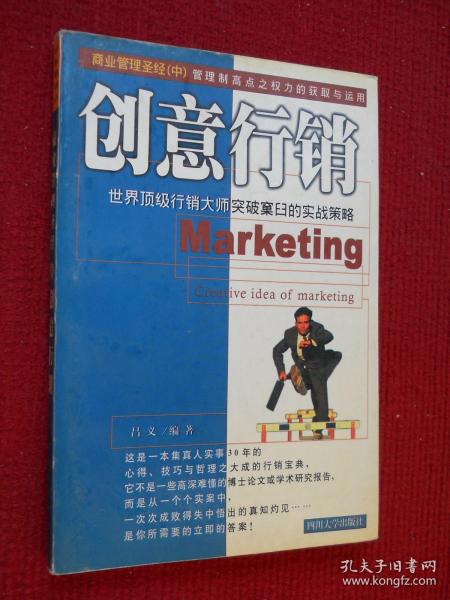 商业管理圣经(中) 管理制高点之权力的获取与运用
创意行销
世界顶级行销大师突破窠臼的实战策略
Marketing
Creative idea of marketing
吕义/编著
这是一本集真人实事30年的
心得、技巧与哲理之大成的行销宝典,
它不是一些高深难懂的博士论文或学术研究报告,
而是从一个个实案中,
一次次成败得失中悟出的真知灼见……
是你所需要的立即的答案!
四川大学出版社
孔夫子旧书网
www.kongfz.com